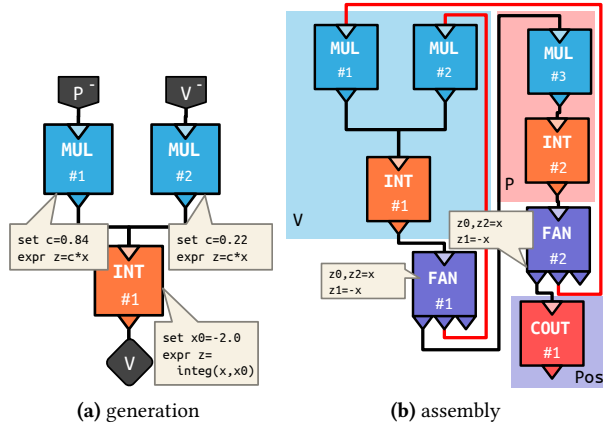 P-
V-
MUL
#1
MUL
#2
set c=0.84
expr z=c*x
set c=0.22
expr z=c*x
INT
#1
set x0=-2.0
expr z=
integ(x,x0)
V
(a) generation
MUL
#1
MUL
#2
MUL
#3
INT
#1
INT
#2
V
P
z0,z2=x
z1=-x
FAN
#1
z0,z2=x
z1=-x
FAN
#2
COUT
#1
Pos
(b) assembly